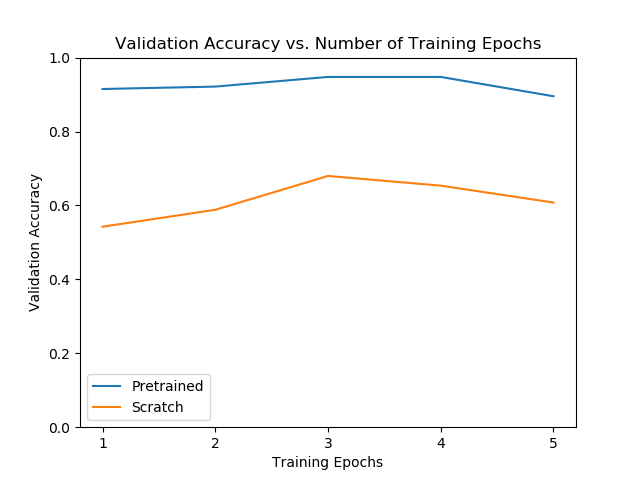 Validation Accuracy vs. Number of Training Epochs
1.0
0.8
0.6
0.4
0.2
0.0
Validation Accuracy
Pretrained
Scratch
1 2 3 4 5
Training Epochs